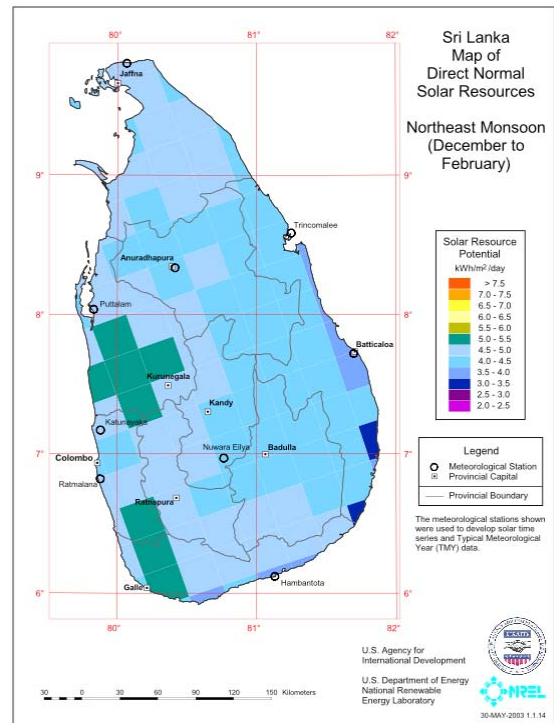 Sri Lanka
Map of
Direct Normal
Solar Resources
Northeast Monsoon
(December to
February)
80°
81°
82°
Jaffna
9°
9°
Trincomalee
Anuradhapura
8°
8°
Puttalam
Batticaloa
Kurunegala
Kandy
Katunayaka
7°
7°
Colombo
Nuwara Eilya
Badulla
Ratmalana
Ratnapura
Hambantota
Galle
6°
6°
80°
81°
82°
Solar Resource
Potential
kWh/m²/day
> 7.5
7.0 - 7.5
6.5 - 7.0
6.0 - 6.5
5.5 - 6.0
5.0 - 5.5
4.5 - 5.0
4.0 - 4.5
3.5 - 4.0
3.0 - 3.5
2.5 - 3.0
2.0 - 2.5
Legend
Meteorological Station
Provincial Capital
Provincial Boundary
The meteorological stations shown
were used to develop solar time
series and Typical Meteorological
Year (TMY) data.
U.S. Agency for
International Development
U.S. Department of Energy
National Renewable
Energy Laboratory
USAID
NREL
30 0 30 60 90 120 150 Kilometers
30-MAY-2003 1.1.14